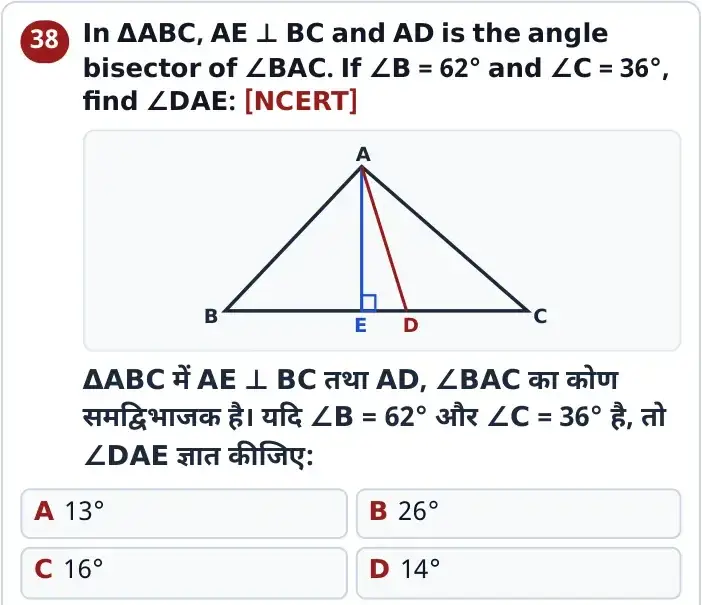 38
In ΔABC, AE ⊥ BC and AD is the angle
bisector of ∠BAC. If ∠B = 62° and ∠C = 36°,
find ∠DAE: [NCERT]
A
B
E
D
C
ΔABC में AE ⊥ BC तथा AD, ∠BAC का कोण
समद्विभाजक है। यदि ∠B = 62° और ∠C = 36° है, तो
∠DAE ज्ञात कीजिए:
A 13°
B 26°
C 16°
D 14°